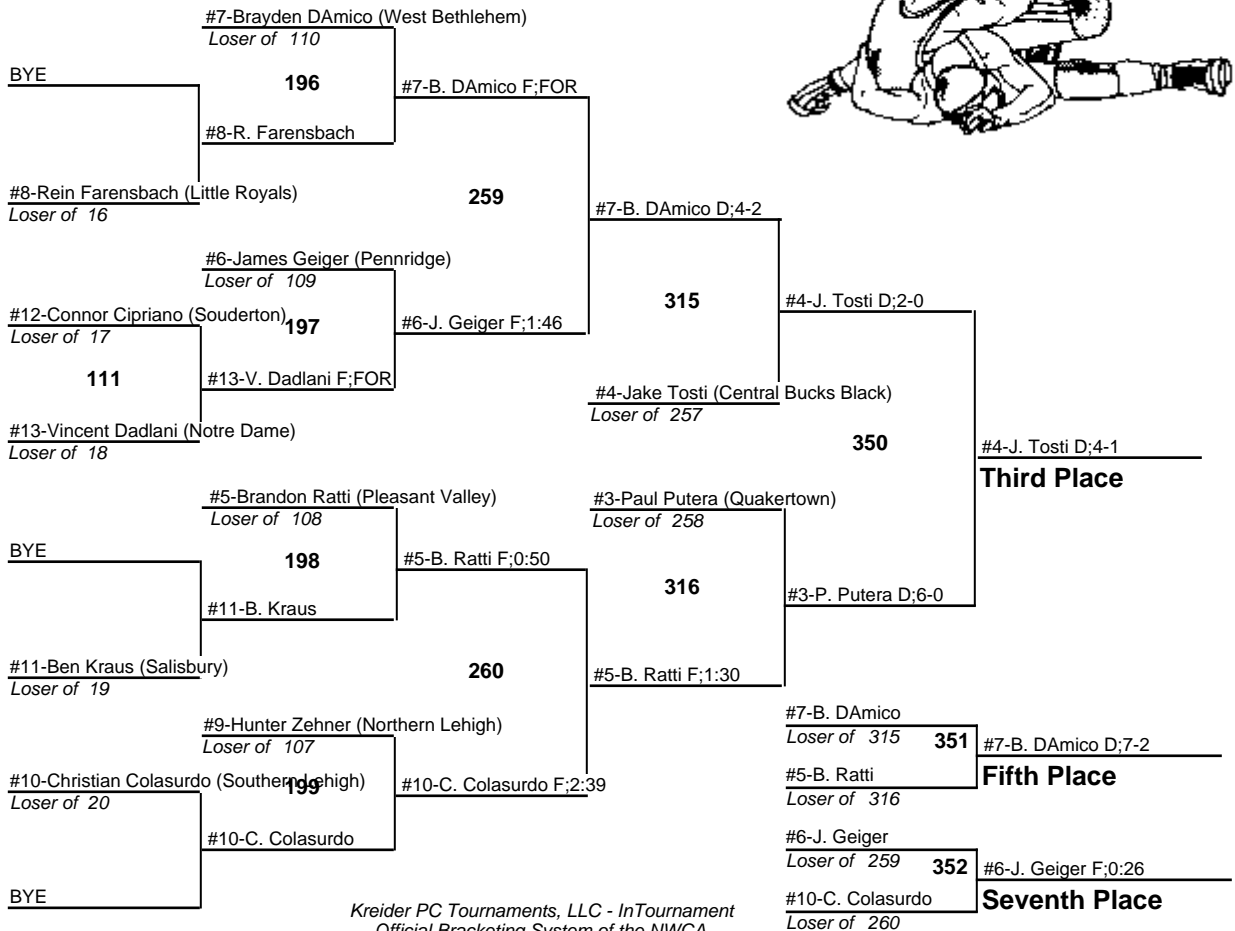 #7-Brayden DAmico (West Bethlehem)
Loser of 110
BYE
196
#7-B. DAmico F;FOR
#8-R. Farensbach
#8-Rein Farensbach (Little Royals)
Loser of 16
259
#7-B. DAmico D;4-2
#6-James Geiger (Pennridge)
Loser of 109
315
#4-J. Tosti D;2-0
#12-Connor Cipriano (Souderton)
Loser of 17
197
#6-J. Geiger F;1:46
111
#13-V. Dadlani F;FOR
#4-Jake Tosti (Central Bucks Black)
Loser of 257
#13-Vincent Dadlani (Notre Dame)
Loser of 18
350
#4-J. Tosti D;4-1
Third Place
#5-Brandon Ratti (Pleasant Valley)
Loser of 108
#3-Paul Putera (Quakertown)
Loser of 258
BYE
198
#5-B. Ratti F;0:50
316
#3-P. Putera D;6-0
#11-B. Kraus
#11-Ben Kraus (Salisbury)
Loser of 19
260
#5-B. Ratti F;1:30
#9-Hunter Zehner (Northern Lehigh)
Loser of 107
#7-B. DAmico
Loser of 315
351
#7-B. DAmico D;7-2
Fifth Place
#5-B. Ratti
Loser of 316
#10-Christian Colasurdo (Southern Lehigh)
Loser of 20
199
#10-C. Colasurdo F;2:39
#10-C. Colasurdo
#6-J. Geiger
Loser of 259
352
#6-J. Geiger F;0:26
Seventh Place
#10-C. Colasurdo
Loser of 260
BYE
Kreider PC Tournaments, LLC - InTournament
Official Bracketing System of the NWCA